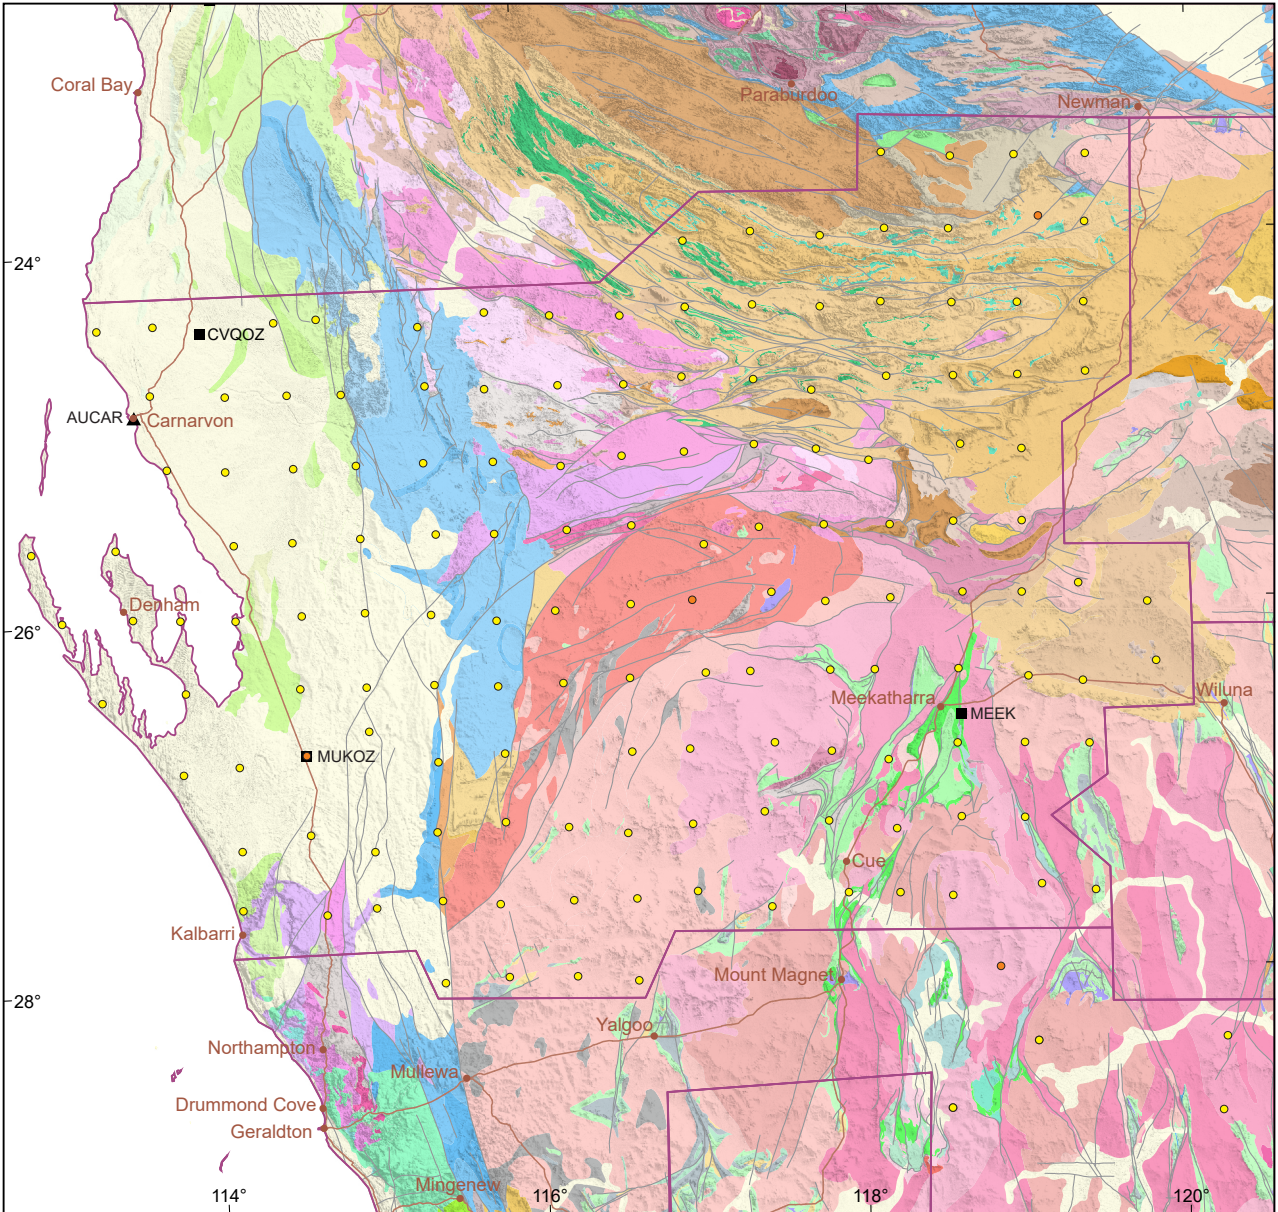 Coral Bay
Paraburdoo
Newman
24°
CVQOZ
AUCAR
Carnarvon
Denham
26°
Meekatharra
MEEK
Wiluna
MUKOZ
Cue
Kalbarri
Mount Magnet
28°
Yalgoo
Northampton
Mullewa
Drummond Cove
Geraldton
Mingenew
114°
116°
118°
120°